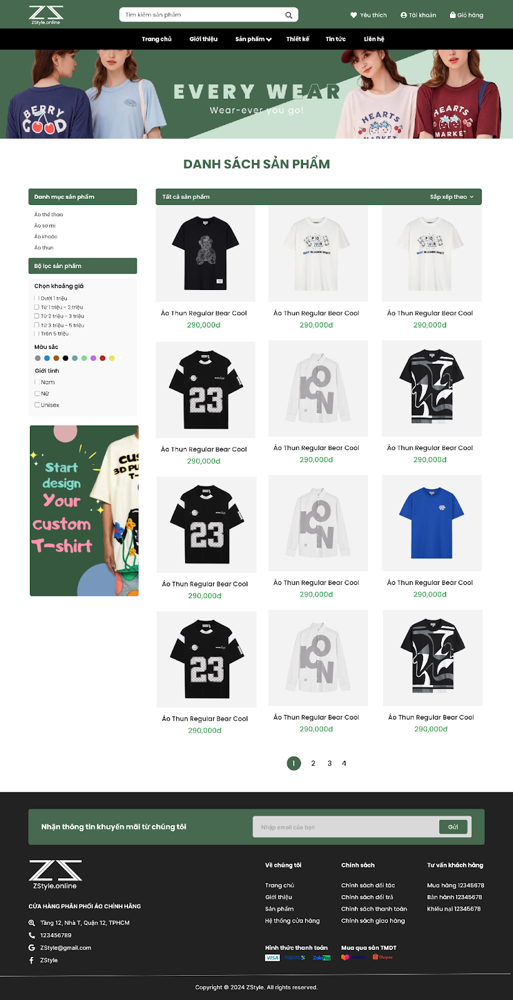 ZStyle.online
Tìm kiếm sản phẩm
Yêu thích
Tài khoản
Giỏ hàng
Trang chủ
Giới thiệu
Sản phẩm
Thiết kế
Tin tức
Liên hệ
BERRY
GOOD
EVERY WEAR
Wear-ever you go!
HEARTS
MARKET
HEARTS
MARKET
DANH SÁCH SẢN PHẨM
Danh mục sản phẩm
Áo thể thao
Áo sơ mi
Áo khoác
Áo thun
Bộ lọc sản phẩm
Chọn khoảng giá
Dưới 1 triệu
Từ 1 triệu - 2 triệu
Từ 2 triệu - 3 triệu
Từ 3 triệu - 5 triệu
Trên 5 triệu
Màu sắc
Giới tính
Nam
Nữ
Unisex
Start
design
Your
custom
T-shirt
Tất cả sản phẩm
Sắp xếp theo
Áo Thun Regular Bear Cool
290,000đ
Áo Thun Regular Bear Cool
290,000đ
Áo Thun Regular Bear Cool
290,000đ
23
Áo Thun Regular Bear Cool
290,000đ
ICON
Áo Thun Regular Bear Cool
290,000đ
Áo Thun Regular Bear Cool
290,000đ
23
Áo Thun Regular Bear Cool
290,000đ
ICON
Áo Thun Regular Bear Cool
290,000đ
Áo Thun Regular Bear Cool
290,000đ
23
Áo Thun Regular Bear Cool
290,000đ
ICON
Áo Thun Regular Bear Cool
290,000đ
Áo Thun Regular Bear Cool
290,000đ
1 2 3 4
Nhận thông tin khuyến mãi từ chúng tôi
Nhập email của bạn
Gửi
ZStyle.online
CỬA HÀNG PHÂN PHỐI ÁO CHÍNH HÃNG
Tầng 12, Nhà T, Quận 12, TPHCM
123456789
ZStyle@gmail.com
ZStyle
Về chúng tôi
Trang chủ
Giới thiệu
Sản phẩm
Hệ thống cửa hàng
Chính sách
Chính sách đối tác
Chính sách đổi trả
Chính sách thanh toán
Chính sách giao hàng
Tư vấn khách hàng
Mua hàng 12345678
Bản hành 12345678
Khiếu nại 12345678
Hình thức thanh toán
VISA
napas
ZaloPay
Mua qua sàn TMDT
Shopee
Copyright © 2024 ZStyle. All rights reserved.